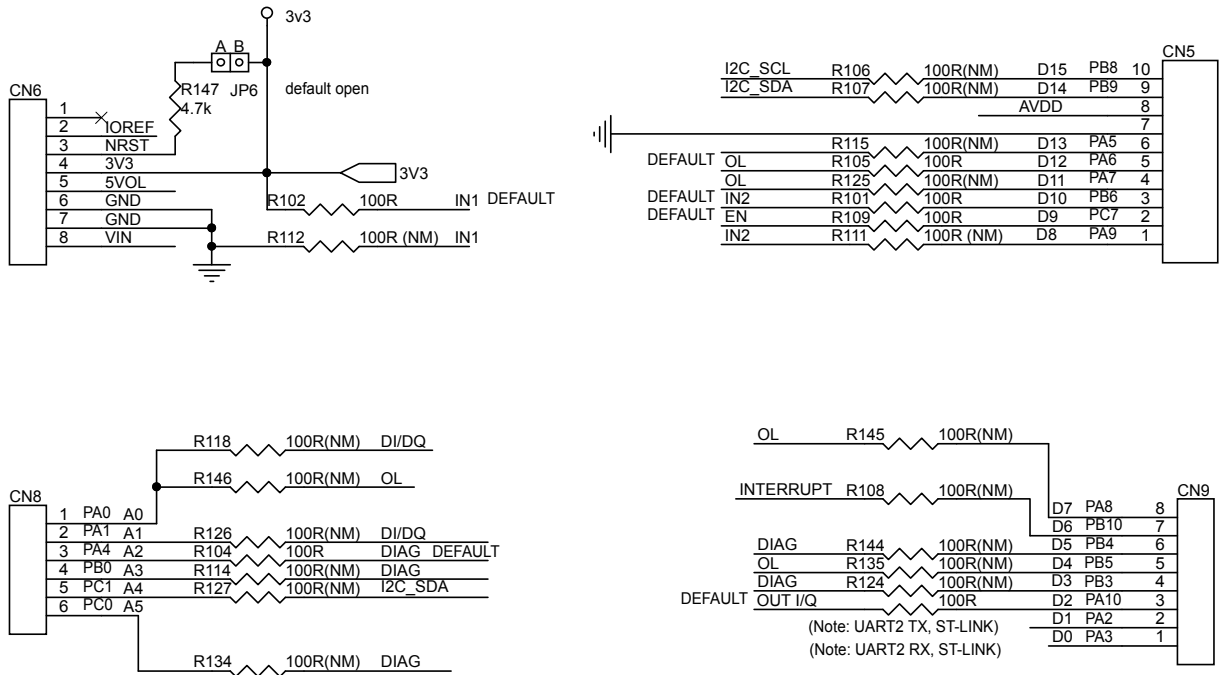 3v3
A B
R147 JP6 default open
4.7k
CN6
1
2 IOREF
3 NRST
4 3V3
5 5VOL
6 GND
7 GND
8 VIN
3V3
R102 100R IN1 DEFAULT
R112 100R (NM) IN1
CN5
I2C_SCL R106 100R(NM) D15 PB8 10
I2C_SDA R107 100R(NM) D14 PB9 9
AVDD 8
7
R115 100R(NM) D13 PA5 6
DEFAULT OL R105 100R D12 PA6 5
OL R125 100R(NM) D11 PA7 4
DEFAULT IN2 R101 100R D10 PB6 3
DEFAULT EN R109 100R D9 PC7 2
IN2 R111 100R (NM) D8 PA9 1
R118 100R(NM) DI/DQ
R146 100R(NM) OL
CN8
1 PA0 A0
2 PA1 A1 R126 100R(NM) DI/DQ
3 PA4 A2 R104 100R DIAG DEFAULT
4 PB0 A3 R114 100R(NM) DIAG
5 PC1 A4 R127 100R(NM) I2C_SDA
6 PC0 A5
R134 100R(NM) DIAG
OL R145 100R(NM)
INTERRUPT R108 100R(NM)
CN9
D7 PA8 8
D6 PB10 7
DIAG R144 100R(NM) D5 PB4 6
OL R135 100R(NM) D4 PB5 5
DIAG R124 100R(NM) D3 PB3 4
DEFAULT OUT I/Q 100R D2 PA10 3
(Note: UART2 TX, ST-LINK) D1 PA2 2
(Note: UART2 RX, ST-LINK) D0 PA3 1